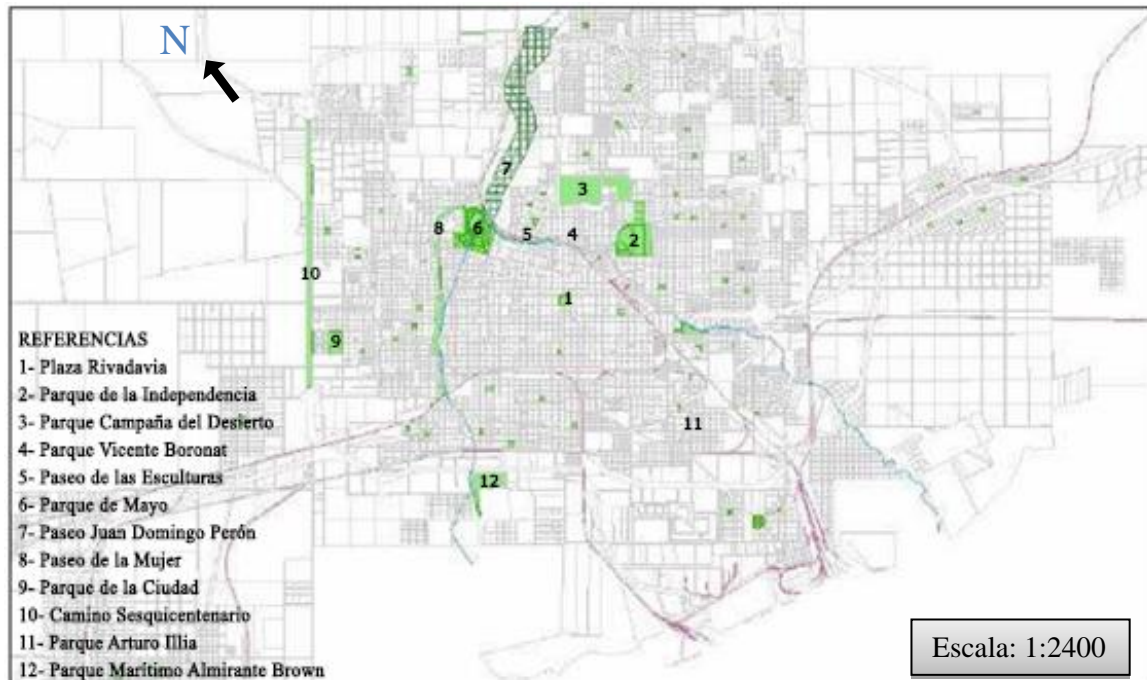 N
7
3
8
6
5
4
2
10
1
9
11
12
REFERENCIAS
1- Plaza Rivadavia
2- Parque de la Independencia
3- Parque Campaña del Desierto
4- Parque Vicente Boronat
5- Paseo de las Esculturas
6- Parque de Mayo
7- Paseo Juan Domingo Perón
8- Paseo de la Mujer
9- Parque de la Ciudad
10- Camino Sesquicentenario
11- Parque Arturo Illia
12- Parque Marítimo Almirante Brown
Escala: 1:2400